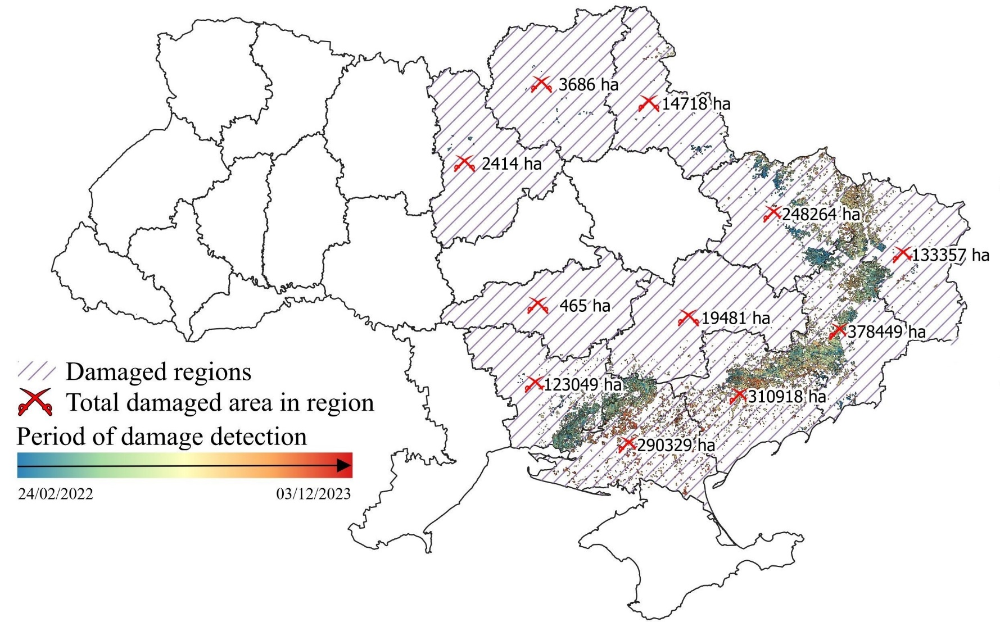 3686 ha
14718 ha
2414 ha
248264 ha
133357 ha
465 ha
19481 ha
378449 ha
123049 ha
310918 ha
290329 ha
Damaged regions
Total damaged area in region
Period of damage detection
24/02/2022
03/12/2023